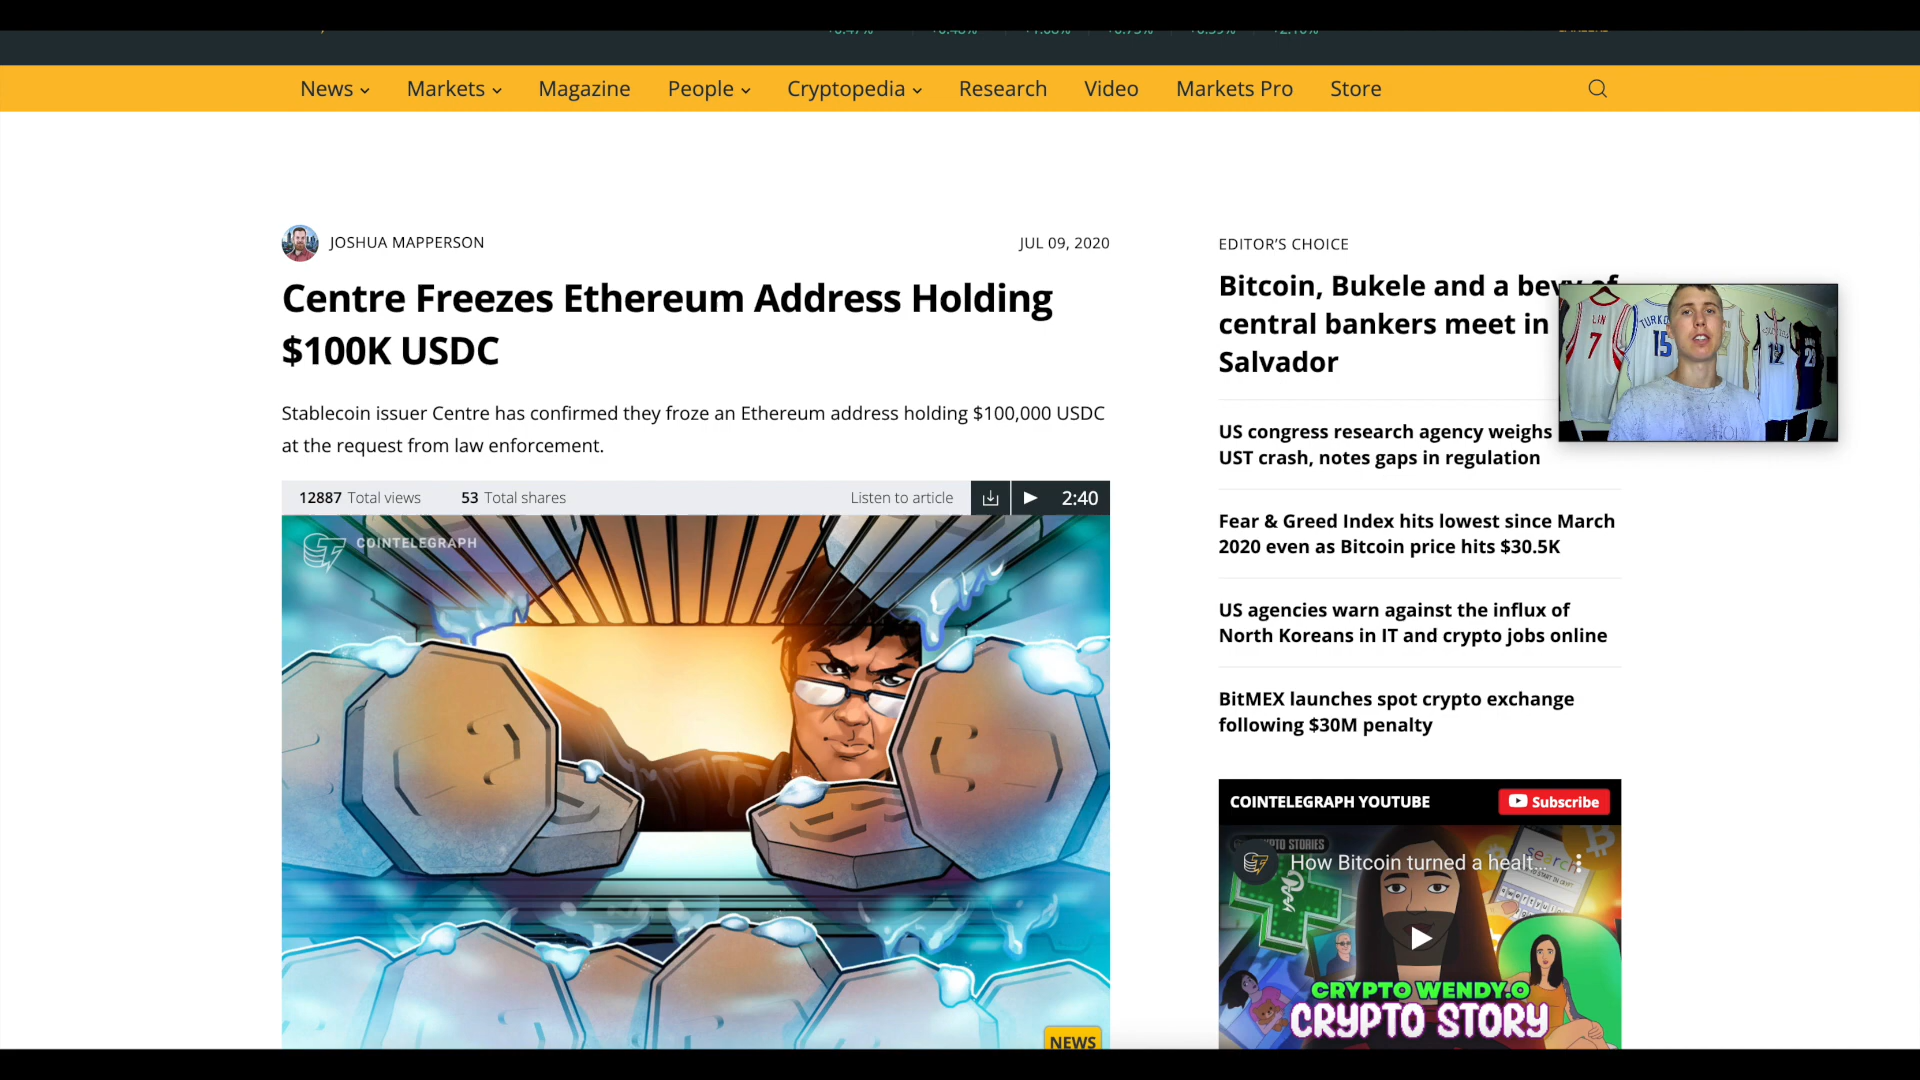 News
Markets
Magazine
People
Cryptopedia
Research
Video
Markets Pro
Store
JOSHUA MAPPERSON
JUL 09, 2020
Centre Freezes Ethereum Address Holding
$100K USDC
Stablecoin issuer Centre has confirmed they froze an Ethereum address holding $100,000 USDC
at the request from law enforcement.
12887 Total views
53 Total shares
Listen to article
2:40
COINTELEGRAPH
NEWS
EDITOR'S CHOICE
Bitcoin, Bukele and a bevy of
central bankers meet in
Salvador
US congress research agency weighs
UST crash, notes gaps in regulation
Fear & Greed Index hits lowest since March
2020 even as Bitcoin price hits $30.5K
US agencies warn against the influx of
North Koreans in IT and crypto jobs online
BitMEX launches spot crypto exchange
following $30M penalty
LIN
7
15
12
COINTELEGRAPH YOUTUBE
Subscribe
How Bitcoin turned a healt...
CRYPTO WENDY.O
CRYPTO STORY